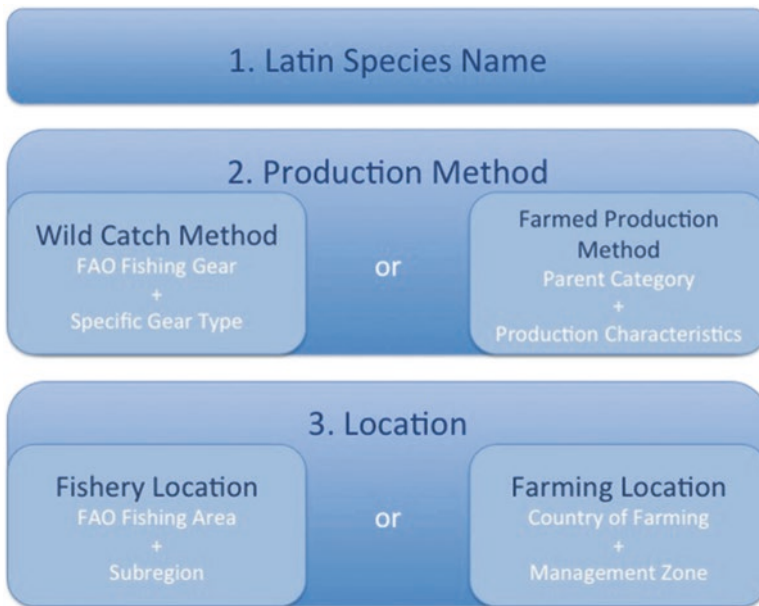 1. Latin Species Name
2. Production Method
Wild Catch Method
FAO Fishing Gear
+
Specific Gear Type
or
Farmed Production
Method
Parent Category
+
Production Characteristics
3. Location
Fishery Location
FAO Fishing Area
+
Subregion
or
Farming Location
Country of Farming
+
Management Zone